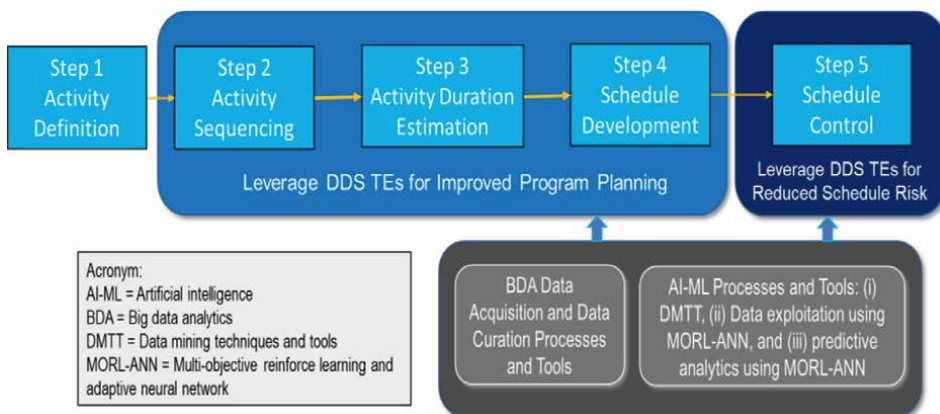 Step 1
Activity
Definition
Step 2
Activity
Sequencing
Step 3
Activity Duration
Estimation
Step 4
Schedule
Development
Step 5
Schedule
Control
Leverage DDS TEs for Improved Program Planning
Leverage DDS TEs for
Reduced Schedule Risk
Acronym:
AI-ML = Artificial intelligence
BDA = Big data analytics
DMTT = Data mining techniques and tools
MORL-ANN = Multi-objective reinforce learning and
adaptive neural network
BDA Data
Acquisition and Data
Curation Processes
and Tools
AI-ML Processes and Tools: (i)
DMTT, (ii) Data exploitation using
MORL-ANN, and (iii) predictive
analytics using MORL-ANN